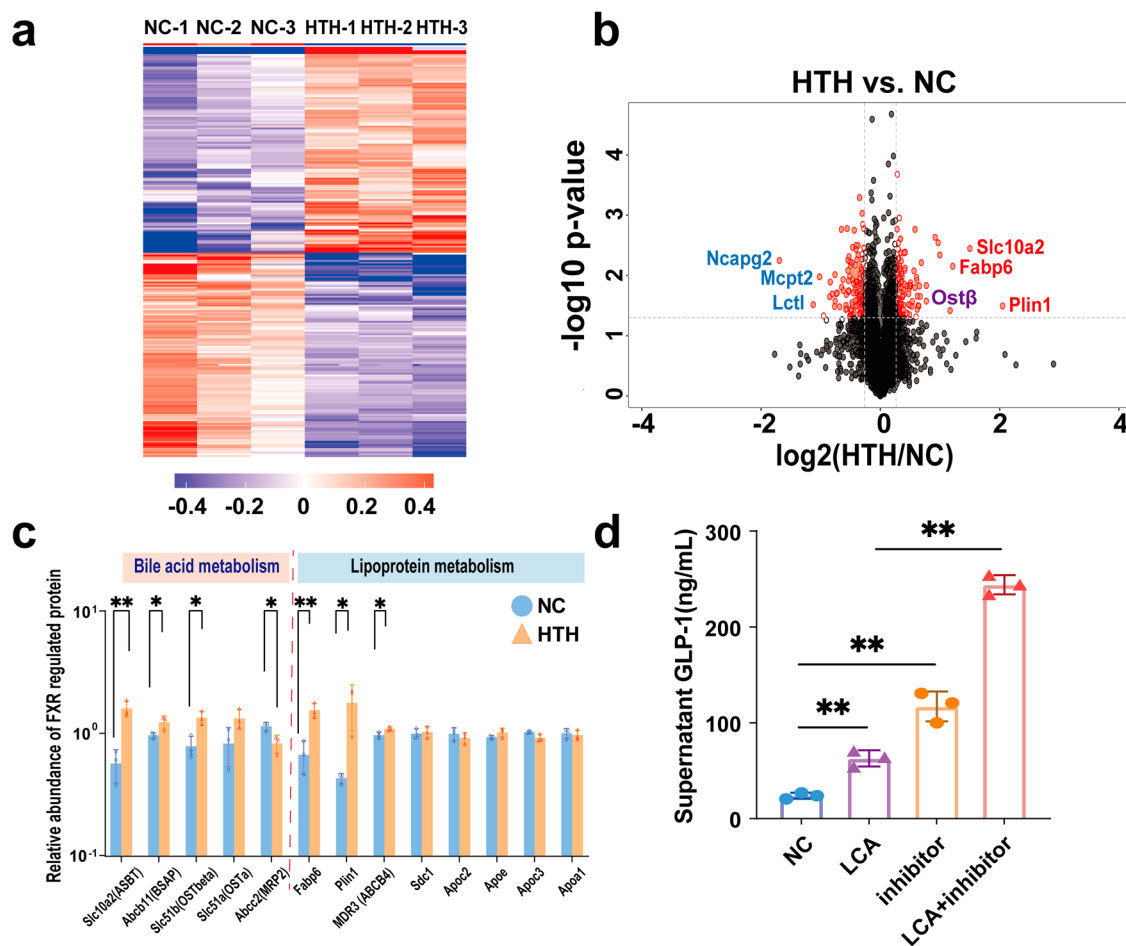 a
NC-1 NC-2 NC-3 HTH-1 HTH-2 HTH-3
-0.4 -0.2 0 0.2 0.4
b
HTH vs. NC
-log10 p-value
4
3
2
1
0
Ncapg2
Mcpt2
Lctl
Slc10a2
Fabp6
Ostβ
Plin1
-4 -2 0 2 4
log2(HTH/NC)
c
Bile acid metabolism
Lipoprotein metabolism
Relative abundance of FXR regulated protein
10¹
10⁰
10⁻¹
** * * * ** * *
NC
HTH
Slc10a2(ASBT)
Abcb11(BSAP)
Slc51b(OSTbeta)
Slc51a(OSTa)
Abcc2(MRP2)
Fabp6
Plin1
MDR3 (ABCB4)
Sdc1
Apoc2
Apoe
Apoc3
Apoa1
d
Supernatant GLP-1(ng/mL)
300
200
100
0
**
**
**
NC
LCA
inhibitor
LCA+inhibitor